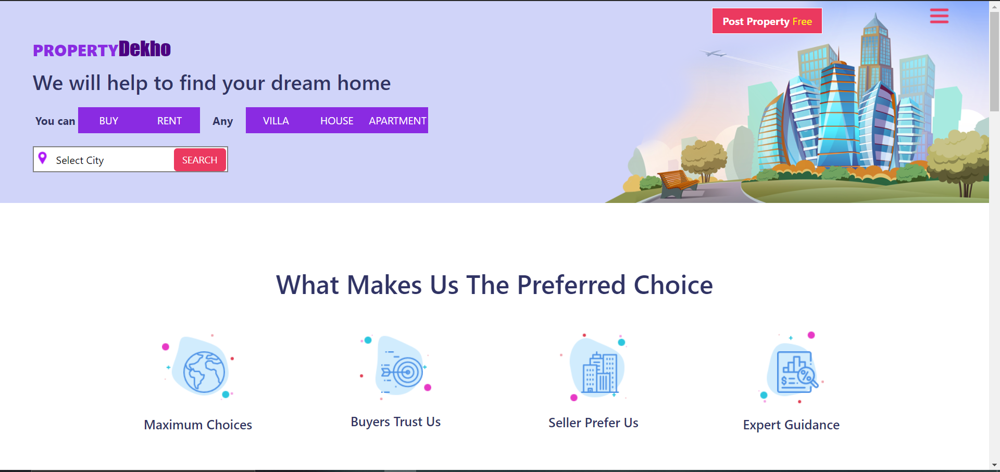 Post Property Free
PROPERTYDekho
We will help to find your dream home
You can BUY RENT Any VILLA HOUSE APARTMENT
Select City SEARCH
What Makes Us The Preferred Choice
Maximum Choices Buyers Trust Us Seller Prefer Us Expert Guidance